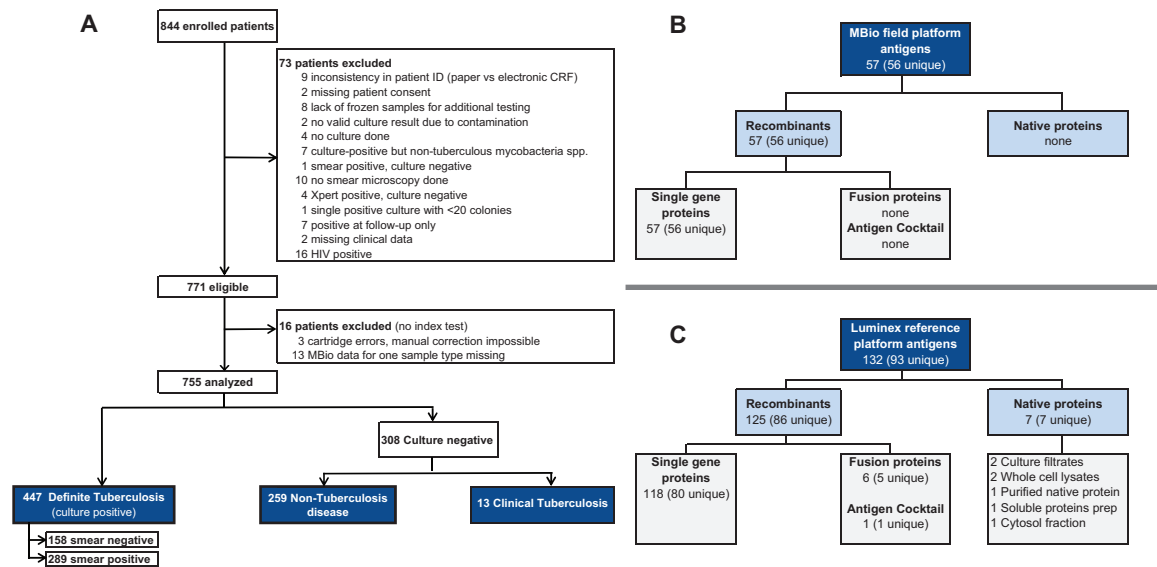 A
844 enrolled patients
73 patients excluded
9 inconsistency in patient ID (paper vs electronic CRF)
2 missing patient consent
8 lack of frozen samples for additional testing
2 no valid culture result due to contamination
4 no culture done
7 culture-positive but non-tuberculous mycobacteria spp.
1 smear positive, culture negative
10 no smear microscopy done
4 Xpert positive, culture negative
1 single positive culture with <20 colonies
7 positive at follow-up only
2 missing clinical data
16 HIV positive
771 eligible
16 patients excluded (no index test)
3 cartridge errors, manual correction impossible
13 MBio data for one sample type missing
755 analyzed
308 Culture negative
447 Definite Tuberculosis
(culture positive)
259 Non-Tuberculosis
disease
13 Clinical Tuberculosis
158 smear negative
289 smear positive
B
MBio field platform
antigens
57 (56 unique)
Recombinants
57 (56 unique)
Native proteins
none
Single gene
proteins
57 (56 unique)
Fusion proteins
none
Antigen Cocktail
none
C
Luminex reference
platform antigens
132 (93 unique)
Recombinants
125 (86 unique)
Native proteins
7 (7 unique)
Single gene
proteins
118 (80 unique)
Fusion proteins
6 (5 unique)
Antigen Cocktail
1 (1 unique)
2 Culture filtrates
2 Whole cell lysates
1 Purified native protein
1 Soluble proteins prep
1 Cytosol fraction